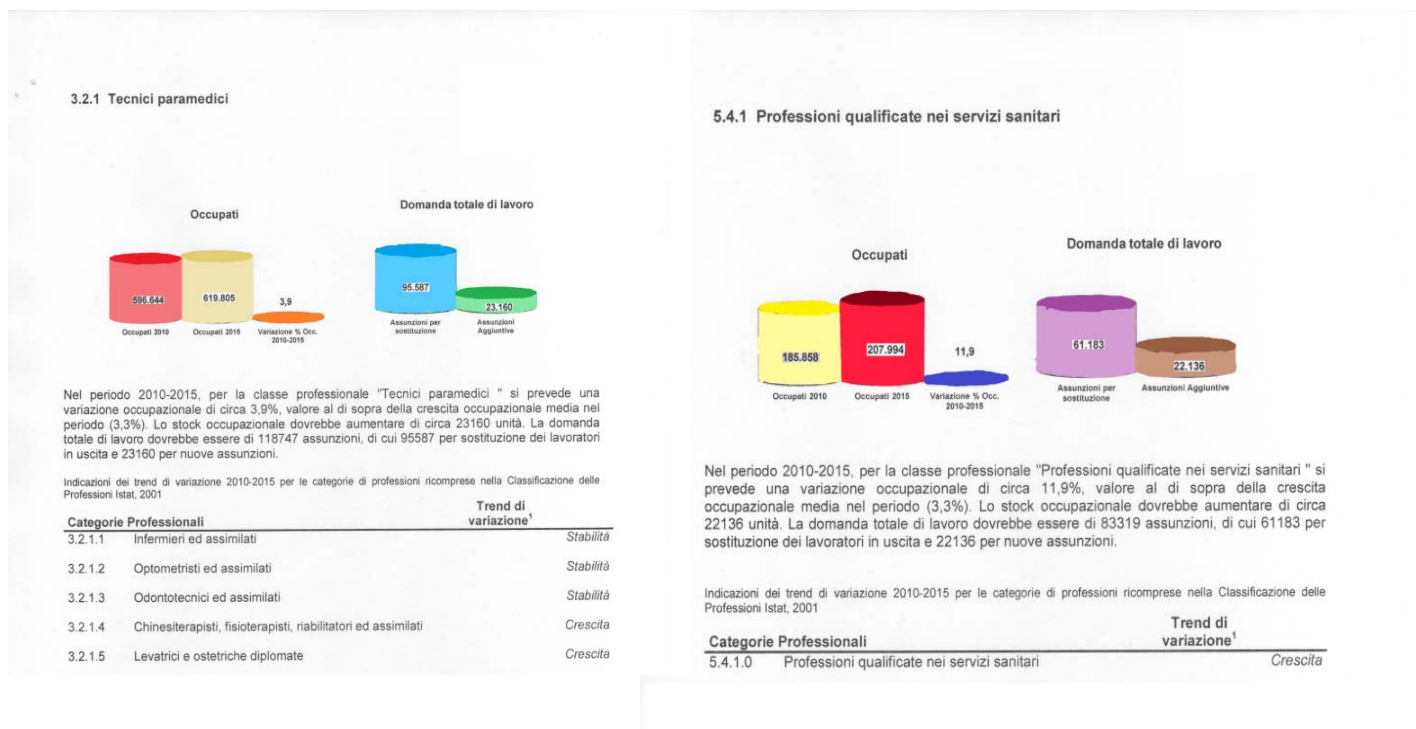 3.2.1 Tecnici paramedici
Occupati
Domanda totale di lavoro
596.644
619.805
3,9
95.587
23.160
Occupati 2010
Occupati 2015
Variazione % Occ.
2010-2015
Assunzioni per
sostituzione
Assunzioni
Aggiuntive
Nel periodo 2010-2015, per la classe professionale "Tecnici paramedici " si prevede una
variazione occupazionale di circa 3,9%, valore al di sopra della crescita occupazionale media nel
periodo (3,3%). Lo stock occupazionale dovrebbe aumentare di circa 23160 unità. La domanda
totale di lavoro dovrebbe essere di 118747 assunzioni, di cui 95587 per sostituzione dei lavoratori
in uscita e 23160 per nuove assunzioni.
Indicazioni dei trend di variazione 2010-2015 per le categorie di professioni ricomprese nella Classificazione delle
Professioni Istat, 2001
Categorie Professionali
Trend di
variazione¹
3.2.1.1 Infermieri ed assimilati Stabilità
3.2.1.2 Optometristi ed assimilati Stabilità
3.2.1.3 Odontotecnici ed assimilati Stabilità
3.2.1.4 Chinesiterapisti, fisioterapisti, riabilitatori ed assimilati Crescita
3.2.1.5 Levatrici e ostetriche diplomate Crescita
5.4.1 Professioni qualificate nei servizi sanitari
Occupati
Domanda totale di lavoro
185.858
207.994
11,9
61.183
22.136
Occupati 2010
Occupati 2015
Variazione % Occ.
2010-2015
Assunzioni per
sostituzione
Assunzioni Aggiuntive
Nel periodo 2010-2015, per la classe professionale "Professioni qualificate nei servizi sanitari " si
prevede una variazione occupazionale di circa 11,9%, valore al di sopra della crescita
occupazionale media nel periodo (3,3%). Lo stock occupazionale dovrebbe aumentare di circa
22136 unità. La domanda totale di lavoro dovrebbe essere di 83319 assunzioni, di cui 61183 per
sostituzione dei lavoratori in uscita e 22136 per nuove assunzioni.
Indicazioni dei trend di variazione 2010-2015 per le categorie di professioni ricomprese nella Classificazione delle
Professioni Istat, 2001
Categorie Professionali
Trend di
variazione¹
5.4.1.0 Professioni qualificate nei servizi sanitari Crescita